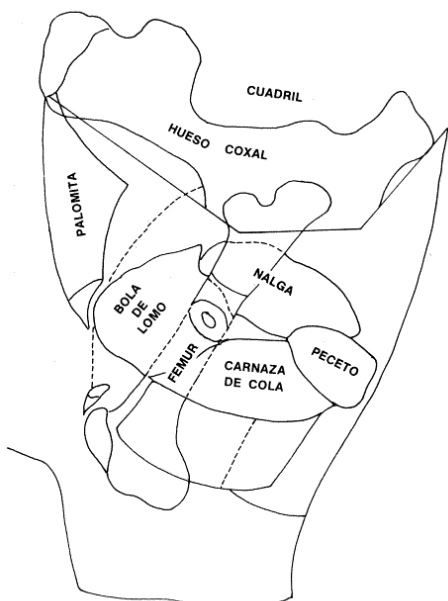 CUADRIL
HUESO COXAL
PALOMITA
NALGA
BOLA
DE
LOMO
FEMUR
CARNAZA
DE COLA
PECETO